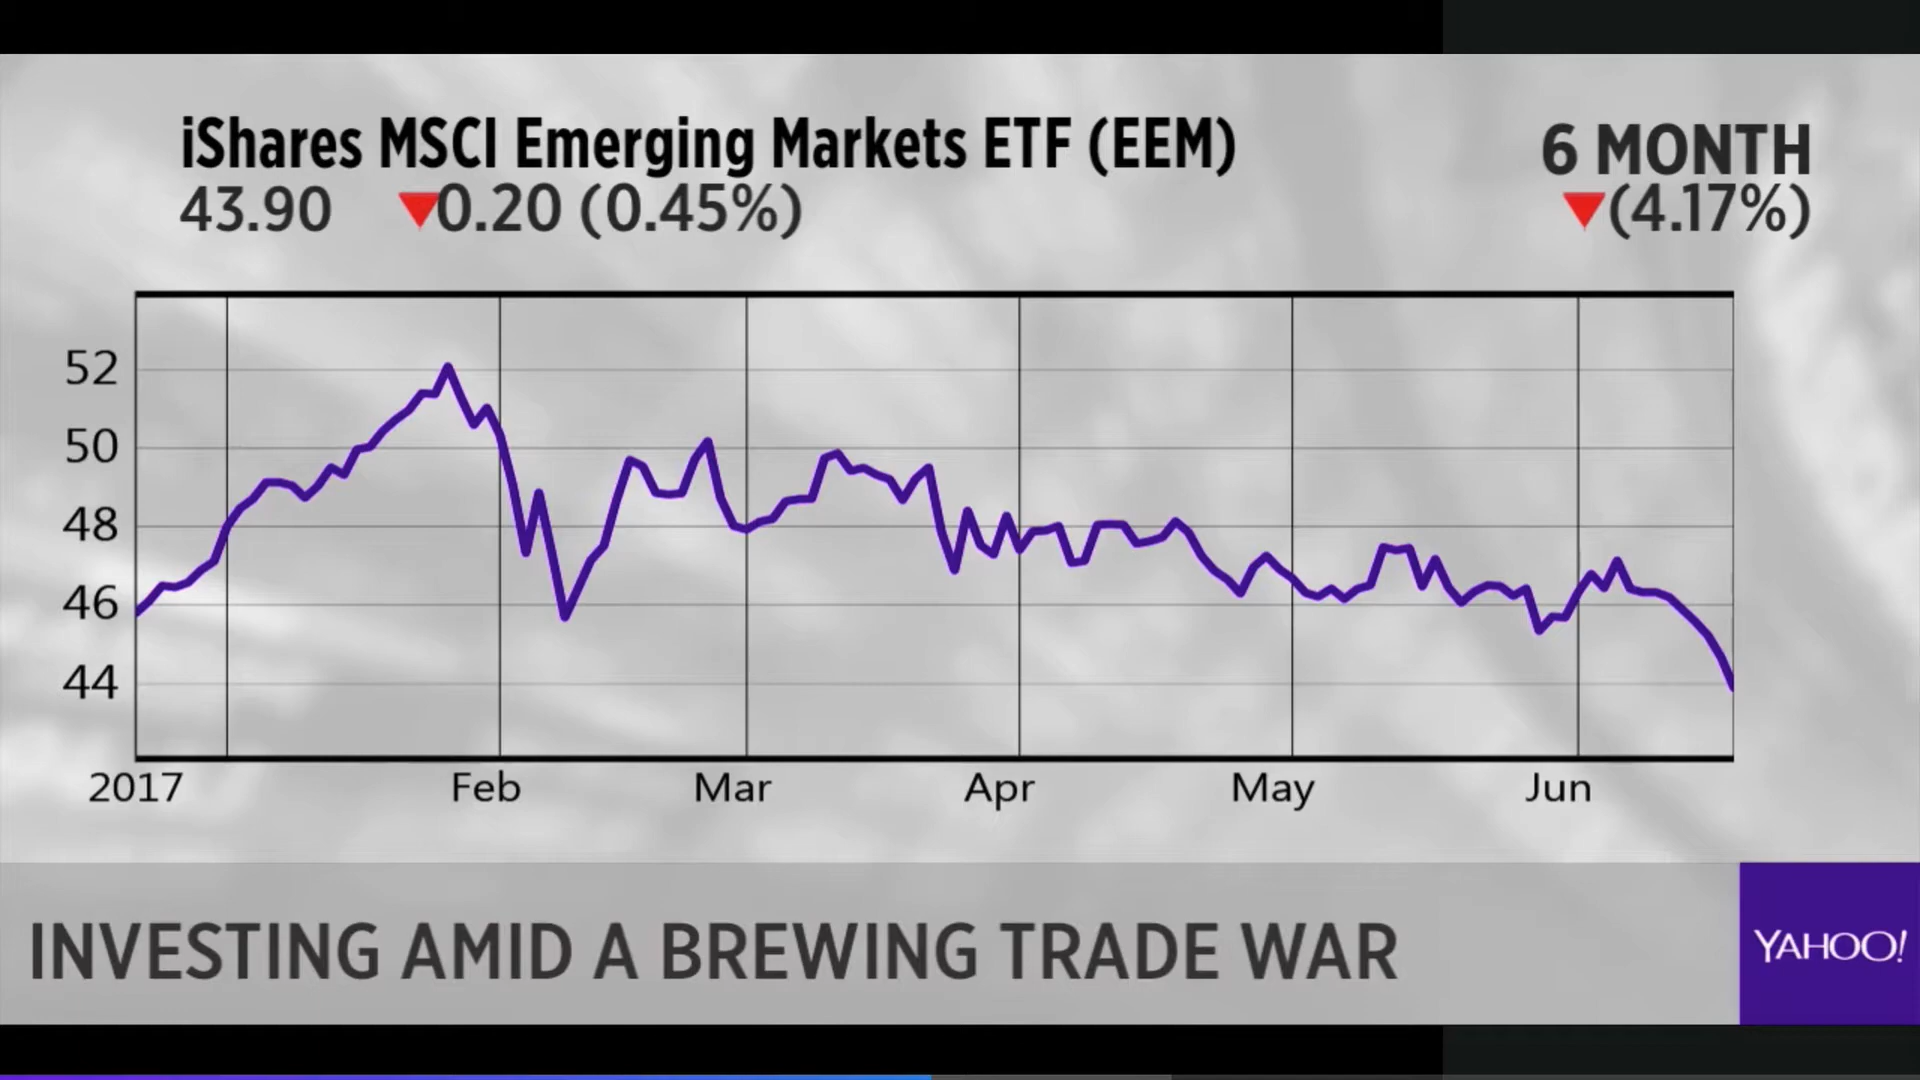 iShares MSCI Emerging Markets ETF (EEM)
43.90 ▼0.20 (0.45%)
6 MONTH
▼(4.17%)
52
50
48
46
44
2017 Feb Mar Apr May Jun
INVESTING AMID A BREWING TRADE WAR
YAHOO!